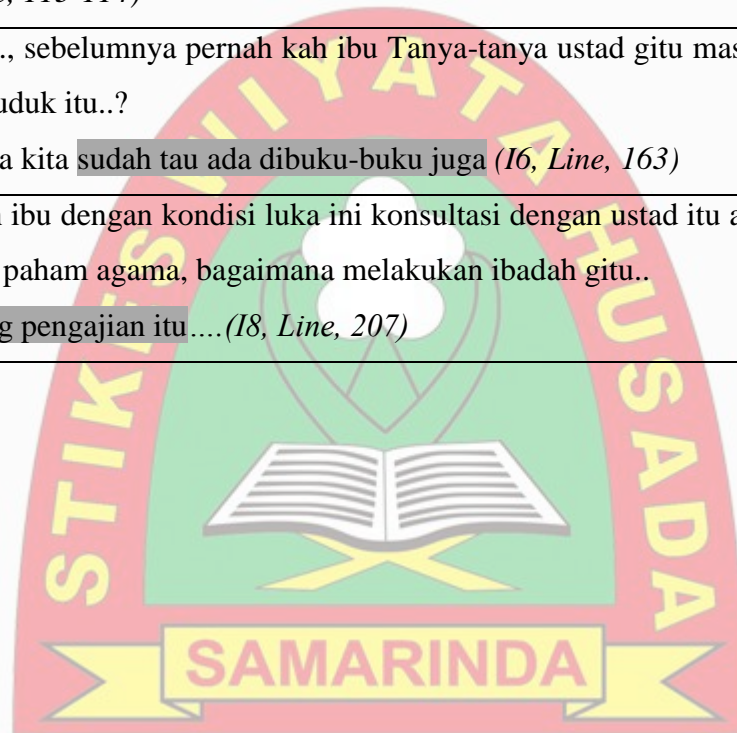 , 113-114)
., sebelumnya pernah kah ibu Tanya-tanya ustad gitu mas
uduk itu..?
a kita sudah tau ada dibuku-buku juga (I6, Line, 163)
ibu dengan kondisi luka ini konsultasi dengan ustad itu a
paham agama, bagaimana melakukan ibadah gitu..
g pengajian itu....(I8, Line, 207)
STIKES WIYATA HUSADA
SAMARINDA